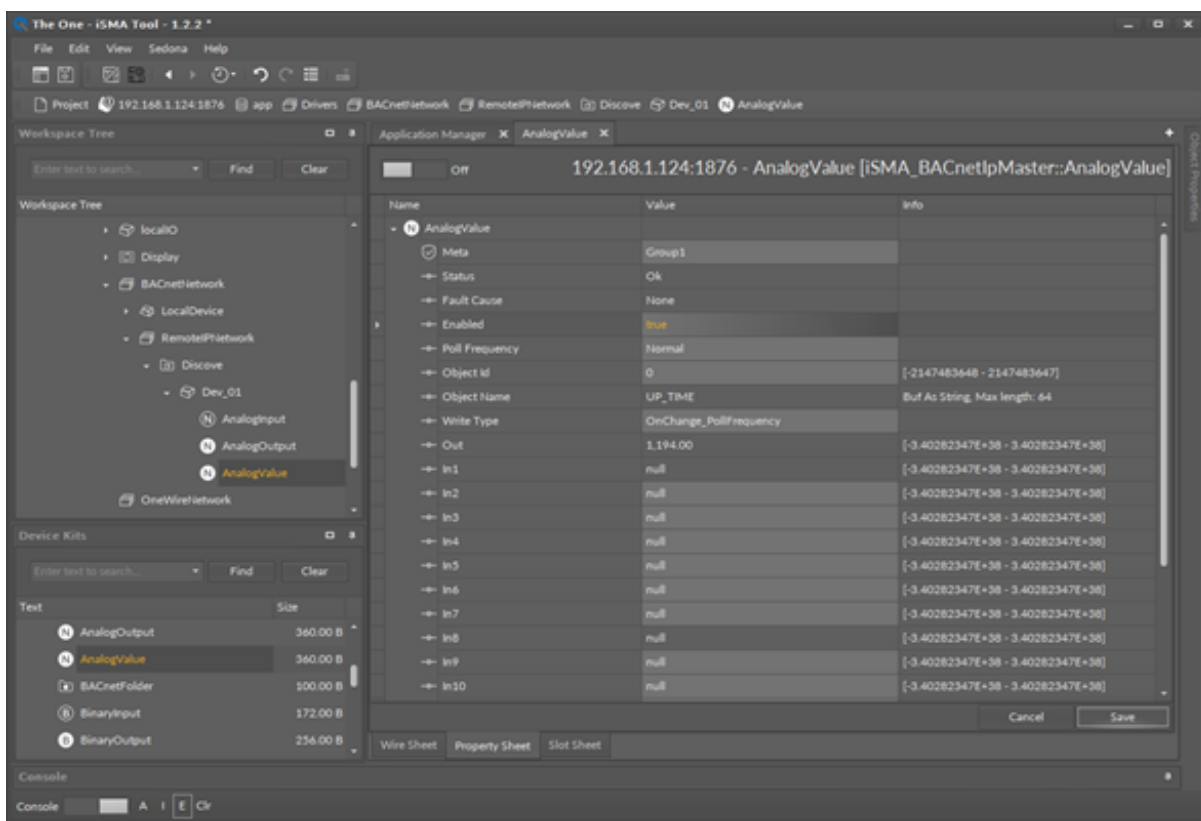 The One - iSMA Tool - 1.2.2 *
File Edit View Sedona Help
Project 192.168.1.124:1876 app Drivers BACnetNetwork RemoteIPNetwork Discove Dev_01 AnalogValue
Workspace Tree
Enter text to search... Find Clear
Workspace Tree
localIO
Display
BACnetNetwork
LocalDevice
RemoteIPNetwork
Discove
Dev_01
AnalogInput
AnalogOutput
AnalogValue
OneWireNetwork
Device Kits
Enter text to search... Find Clear
Text Size
AnalogOutput 360.00 B
AnalogValue 360.00 B
BACnetFolder 100.00 B
BinaryInput 172.00 B
BinaryOutput 256.00 B
Application Manager AnalogValue
Off 192.168.1.124:1876 - AnalogValue [iSMA_BACnetIpMaster::AnalogValue]
Name Value Info
AnalogValue
Meta Group1
Status Ok
Fault Cause None
Enabled true
Poll Frequency Normal
Object Id 0 [-2147483648 - 2147483647]
Object Name UP_TIME Buf As String, Max length: 64
Write Type OnChange_PollFrequency
Out 1,194.00 [-3.40282347E+38 - 3.40282347E+38]
In1 null [-3.40282347E+38 - 3.40282347E+38]
In2 null [-3.40282347E+38 - 3.40282347E+38]
In3 null [-3.40282347E+38 - 3.40282347E+38]
In4 null [-3.40282347E+38 - 3.40282347E+38]
In5 null [-3.40282347E+38 - 3.40282347E+38]
In6 null [-3.40282347E+38 - 3.40282347E+38]
In7 null [-3.40282347E+38 - 3.40282347E+38]
In8 null [-3.40282347E+38 - 3.40282347E+38]
In9 null [-3.40282347E+38 - 3.40282347E+38]
In10 null [-3.40282347E+38 - 3.40282347E+38]
Cancel Save
Wire Sheet Property Sheet Slot Sheet
Object Properties
Console
Console A I E Clr